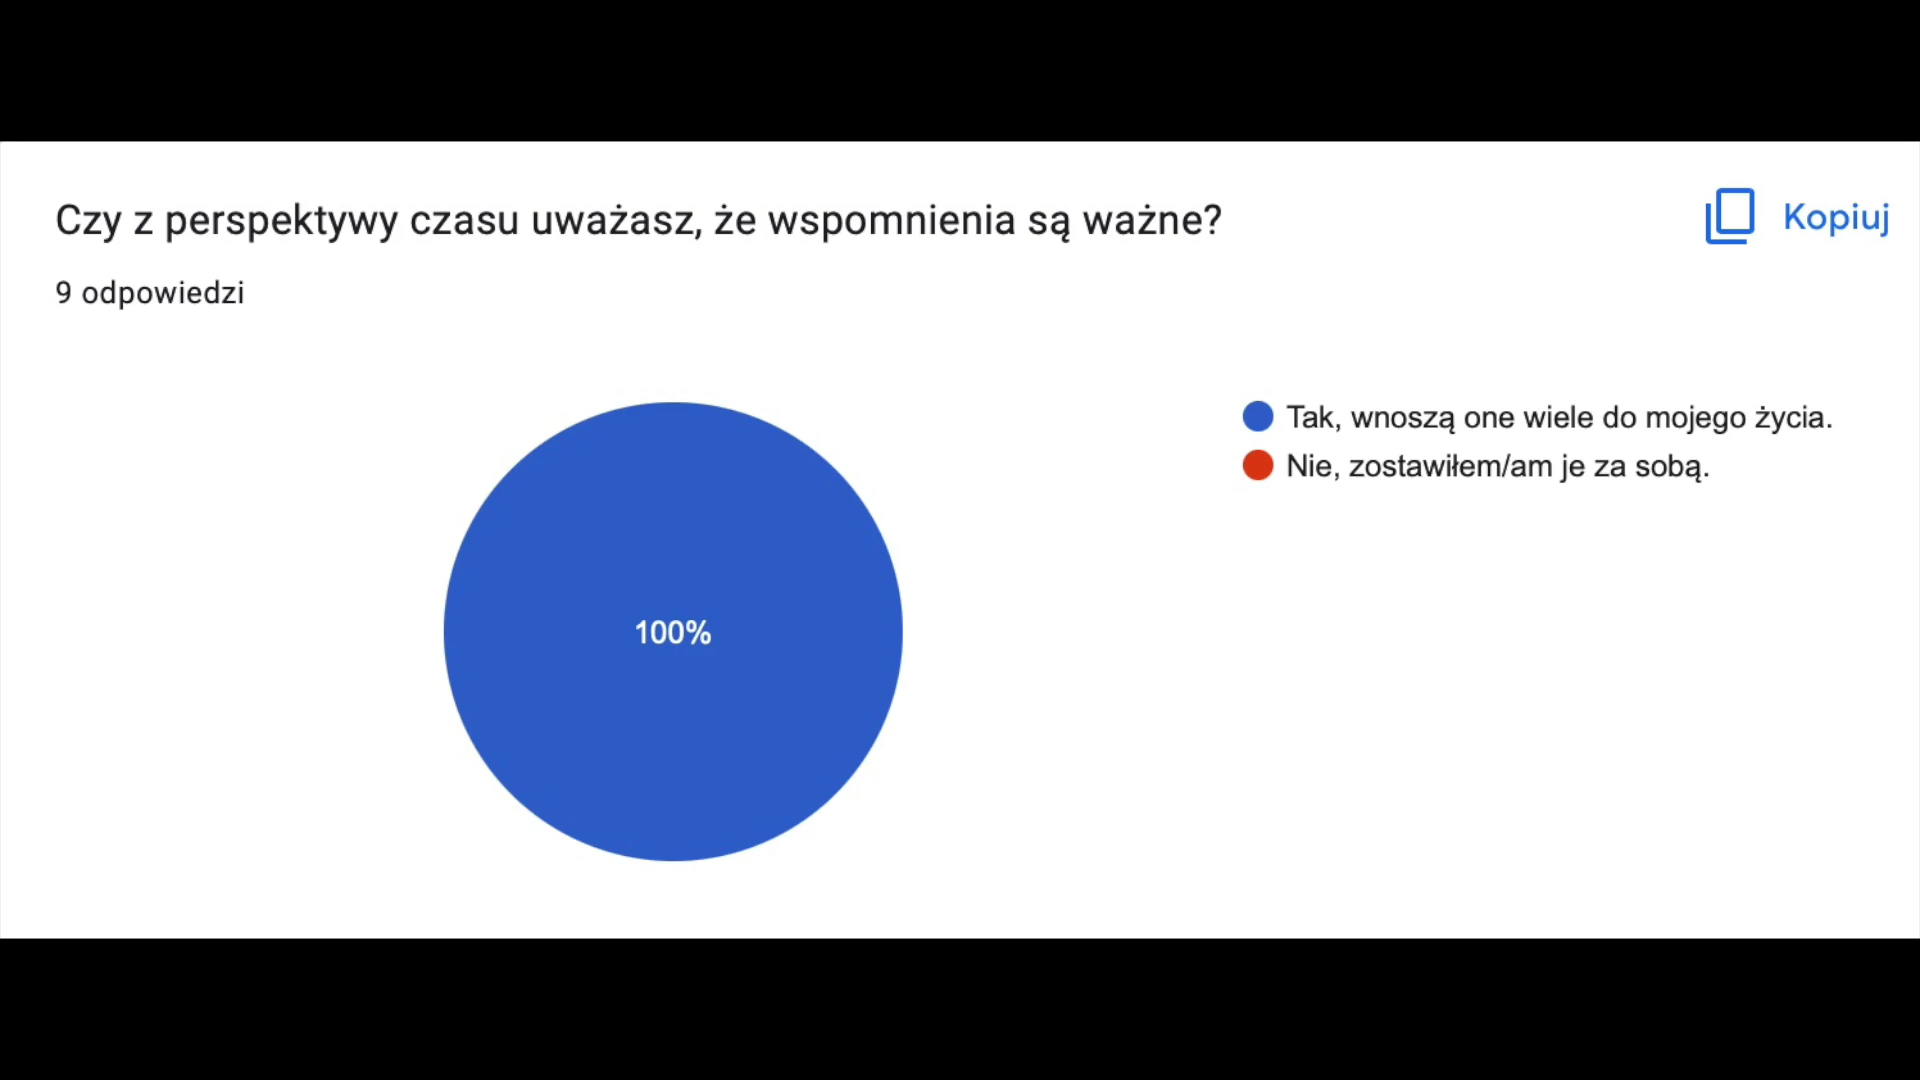 Czy z perspektywy czasu uważasz, że wspomnienia są ważne?
Kopiuj
9 odpowiedzi
Tak, wnoszą one wiele do mojego życia.
Nie, zostawiłem/am je za sobą.
100%